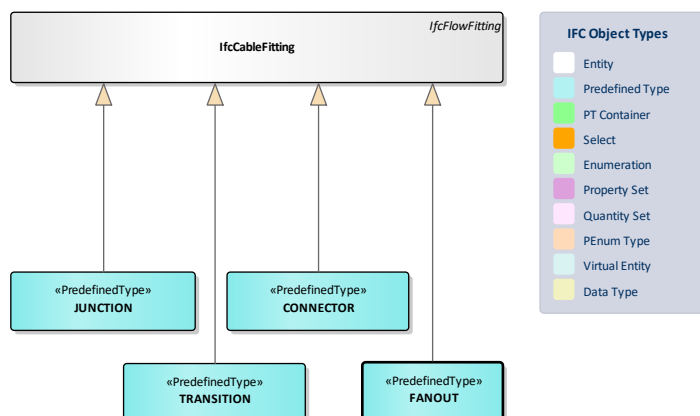 IfcFlowFitting
IfcCableFitting
«PredefinedType»
JUNCTION
«PredefinedType»
CONNECTOR
«PredefinedType»
TRANSITION
«PredefinedType»
FANOUT
IFC Object Types
Entity
Predefined Type
PT Container
Select
Enumeration
Property Set
Quantity Set
PEnum Type
Virtual Entity
Data Type